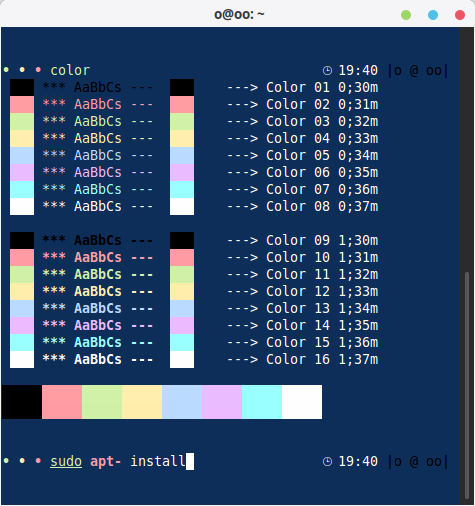 o@oo: ~
• • • color 19:40 |o @ oo|
*** AaBbCs --- ---> Color 01 0;30m
*** AaBbCs --- ---> Color 02 0;31m
*** AaBbCs --- ---> Color 03 0;32m
*** AaBbCs --- ---> Color 04 0;33m
*** AaBbCs --- ---> Color 05 0;34m
*** AaBbCs --- ---> Color 06 0;35m
*** AaBbCs --- ---> Color 07 0;36m
*** AaBbCs --- ---> Color 08 0;37m
*** AaBbCs --- ---> Color 09 1;30m
*** AaBbCs --- ---> Color 10 1;31m
*** AaBbCs --- ---> Color 11 1;32m
*** AaBbCs --- ---> Color 12 1;33m
*** AaBbCs --- ---> Color 13 1;34m
*** AaBbCs --- ---> Color 14 1;35m
*** AaBbCs --- ---> Color 15 1;36m
*** AaBbCs --- ---> Color 16 1;37m
• • • sudo apt- install 19:40 |o @ oo|